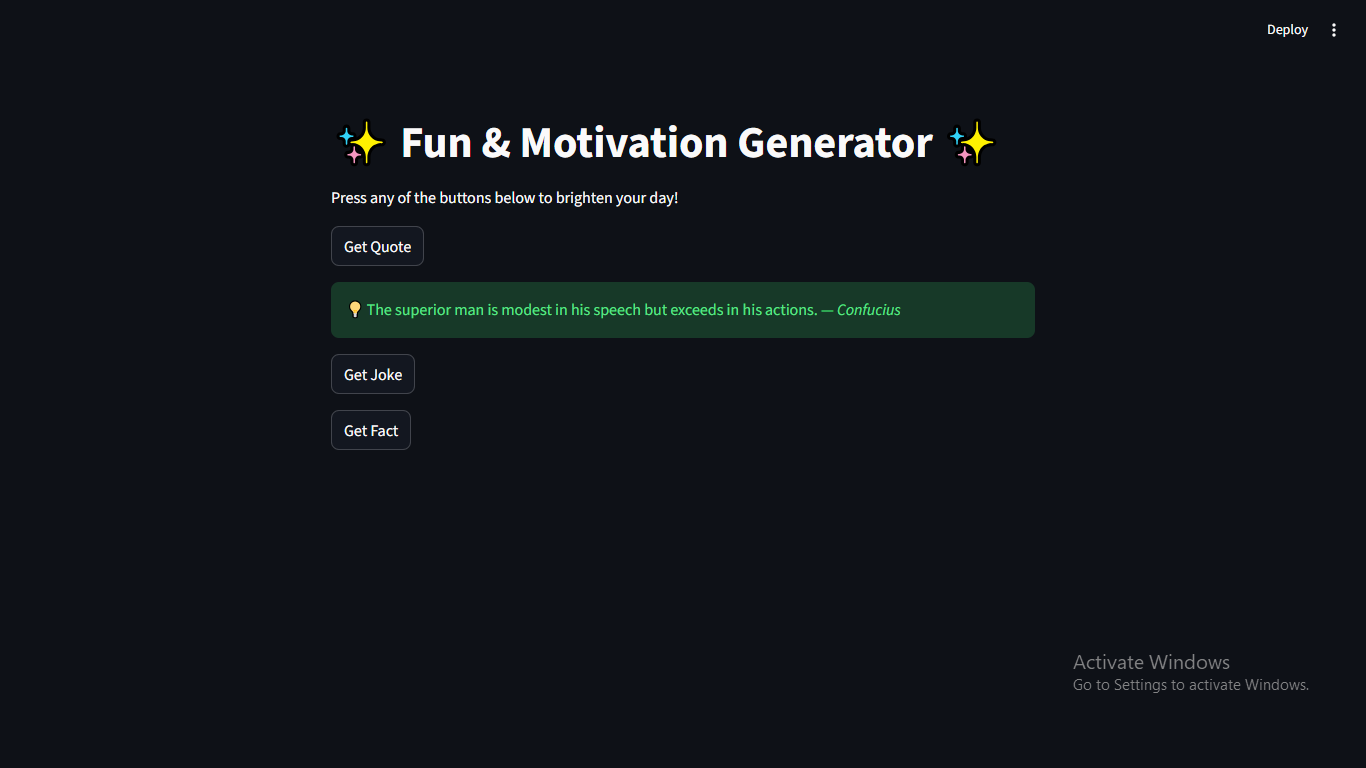 Deploy
✨ Fun & Motivation Generator ✨
Press any of the buttons below to brighten your day!
Get Quote
💡 The superior man is modest in his speech but exceeds in his actions. — Confucius
Get Joke
Get Fact
Activate Windows
Go to Settings to activate Windows.